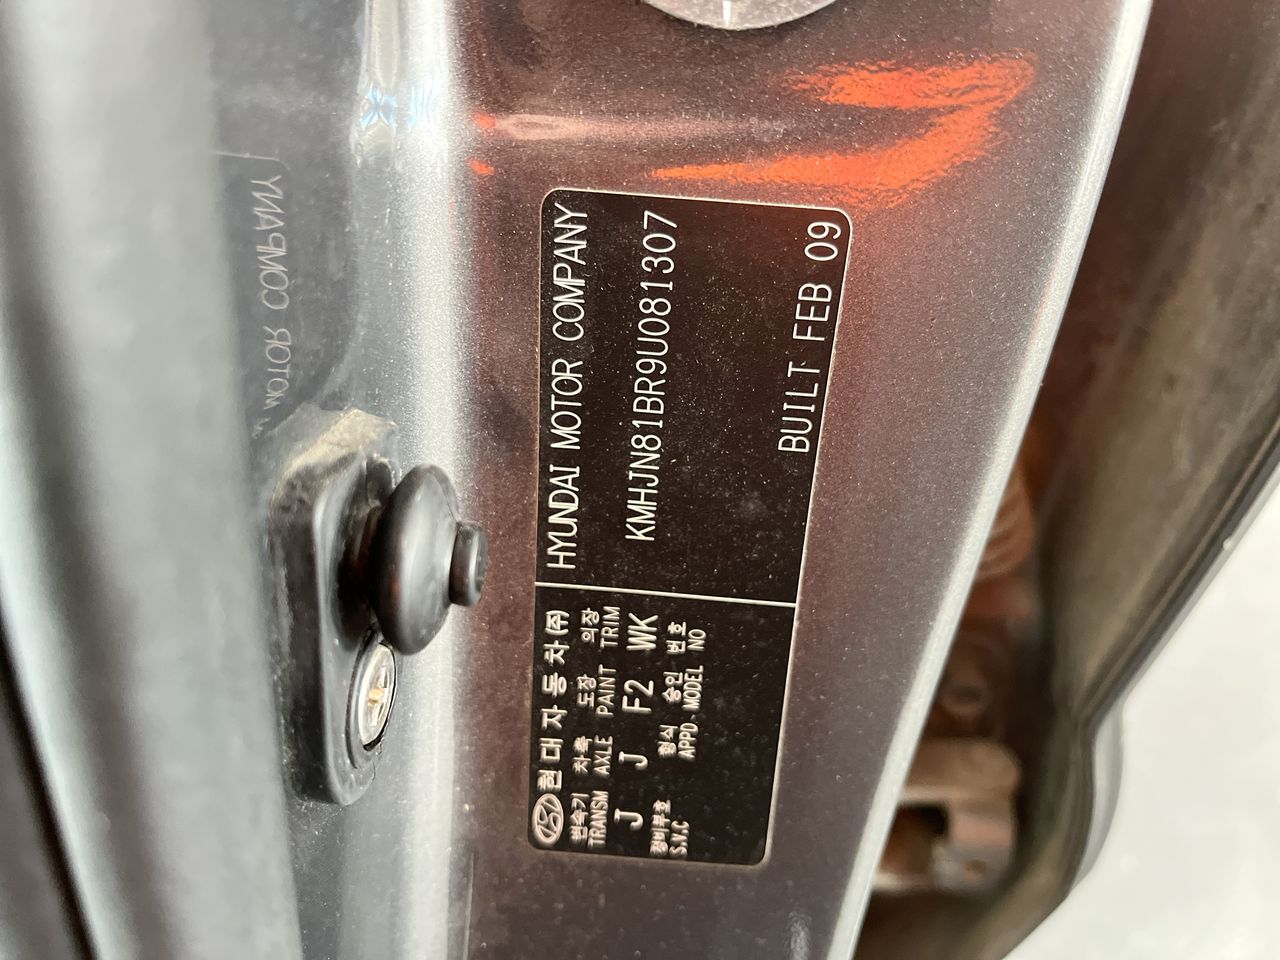 현대자동차(주)
변속기 차축 도장 의장
TRANSM AXLE PAINT TRIM
J J F2 WK
정비부호 형식 승인 번호
S.V.C APPD MODEL NO
HYUNDAI MOTOR COMPANY
KMHJN81BR9U081307
BUILT FEB 09
MOTOR COMPANY